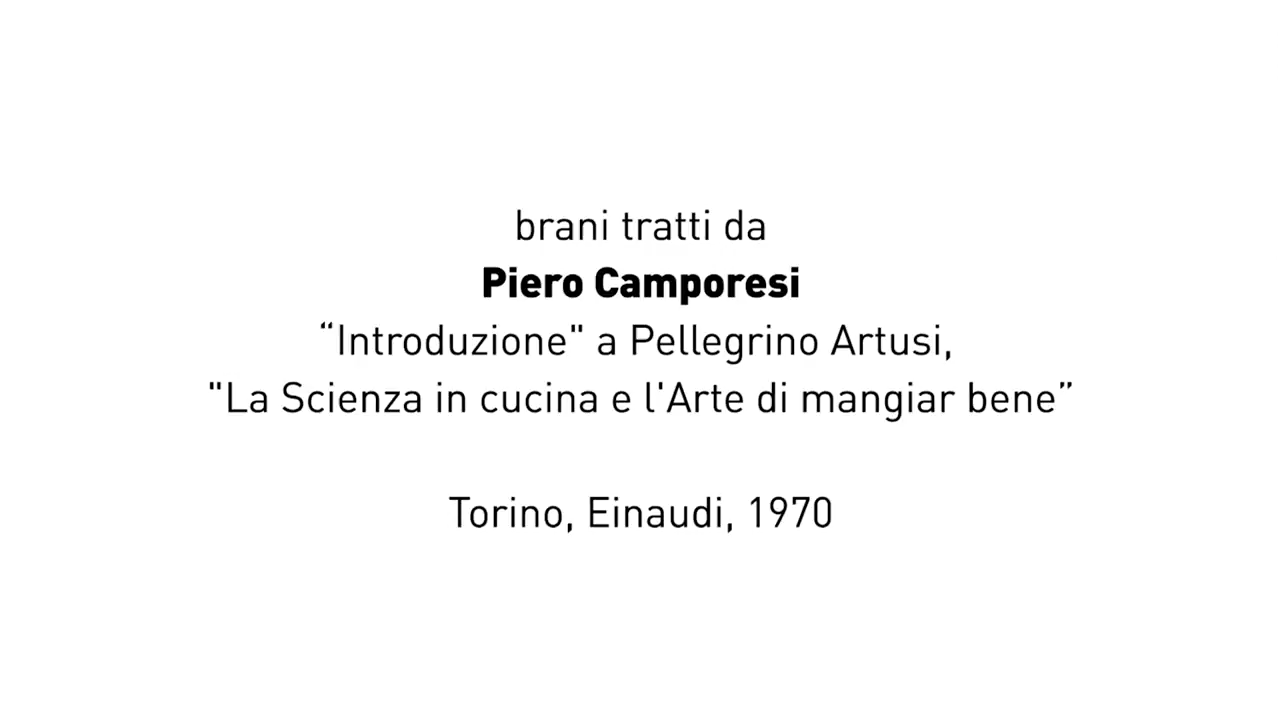 brani tratti da
Piero Camporesi
“Introduzione" a Pellegrino Artusi,
"La Scienza in cucina e l'Arte di mangiar bene”
Torino, Einaudi, 1970